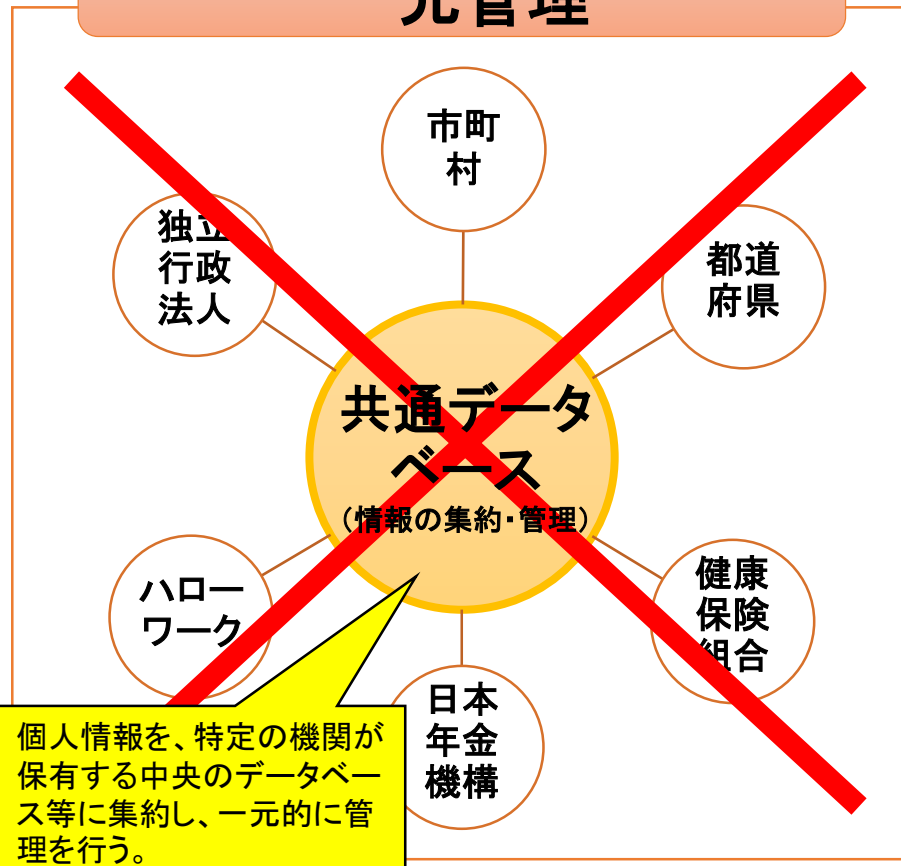 元管理
市町
村
独立
行政
法人
都道
府県
共通データ
ベース
（情報の集約・管理）
ハロー
ワーク
健康
保険
組合
日本
年金
機構
個人情報を、特定の機関が
保有する中央のデータベー
ス等に集約し、一元的に管
理を行う。